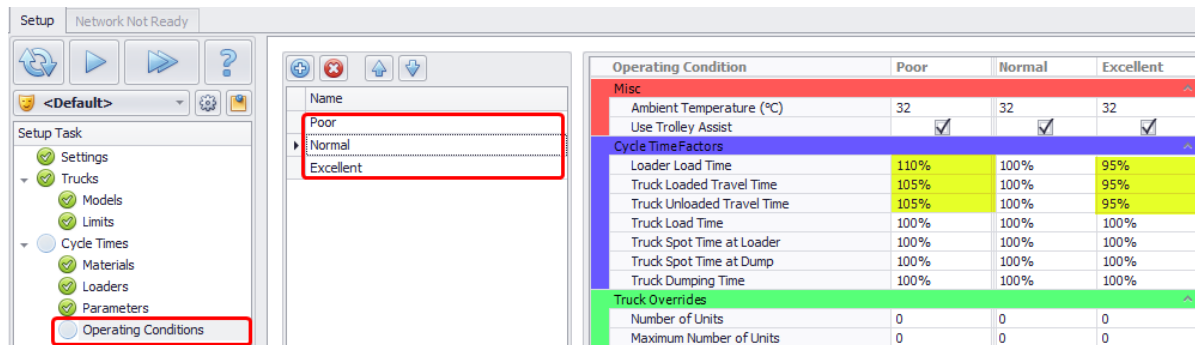 Setup Network Not Ready
<Default>
Setup Task
Settings
Trucks
Models
Limits
Cycle Times
Materials
Loaders
Parameters
Operating Conditions
Name
Poor
Normal
Excellent
Operating Condition Poor Normal Excellent
Misc
Ambient Temperature (ºC) 32 32 32
Use Trolley Assist
Cycle Time Factors
Loader Load Time 110% 100% 95%
Truck Loaded Travel Time 105% 100% 95%
Truck Unloaded Travel Time 105% 100% 95%
Truck Load Time 100% 100% 100%
Truck Spot Time at Loader 100% 100% 100%
Truck Spot Time at Dump 100% 100% 100%
Truck Dumping Time 100% 100% 100%
Truck Overrides
Number of Units 0 0 0
Maximum Number of Units 0 0 0